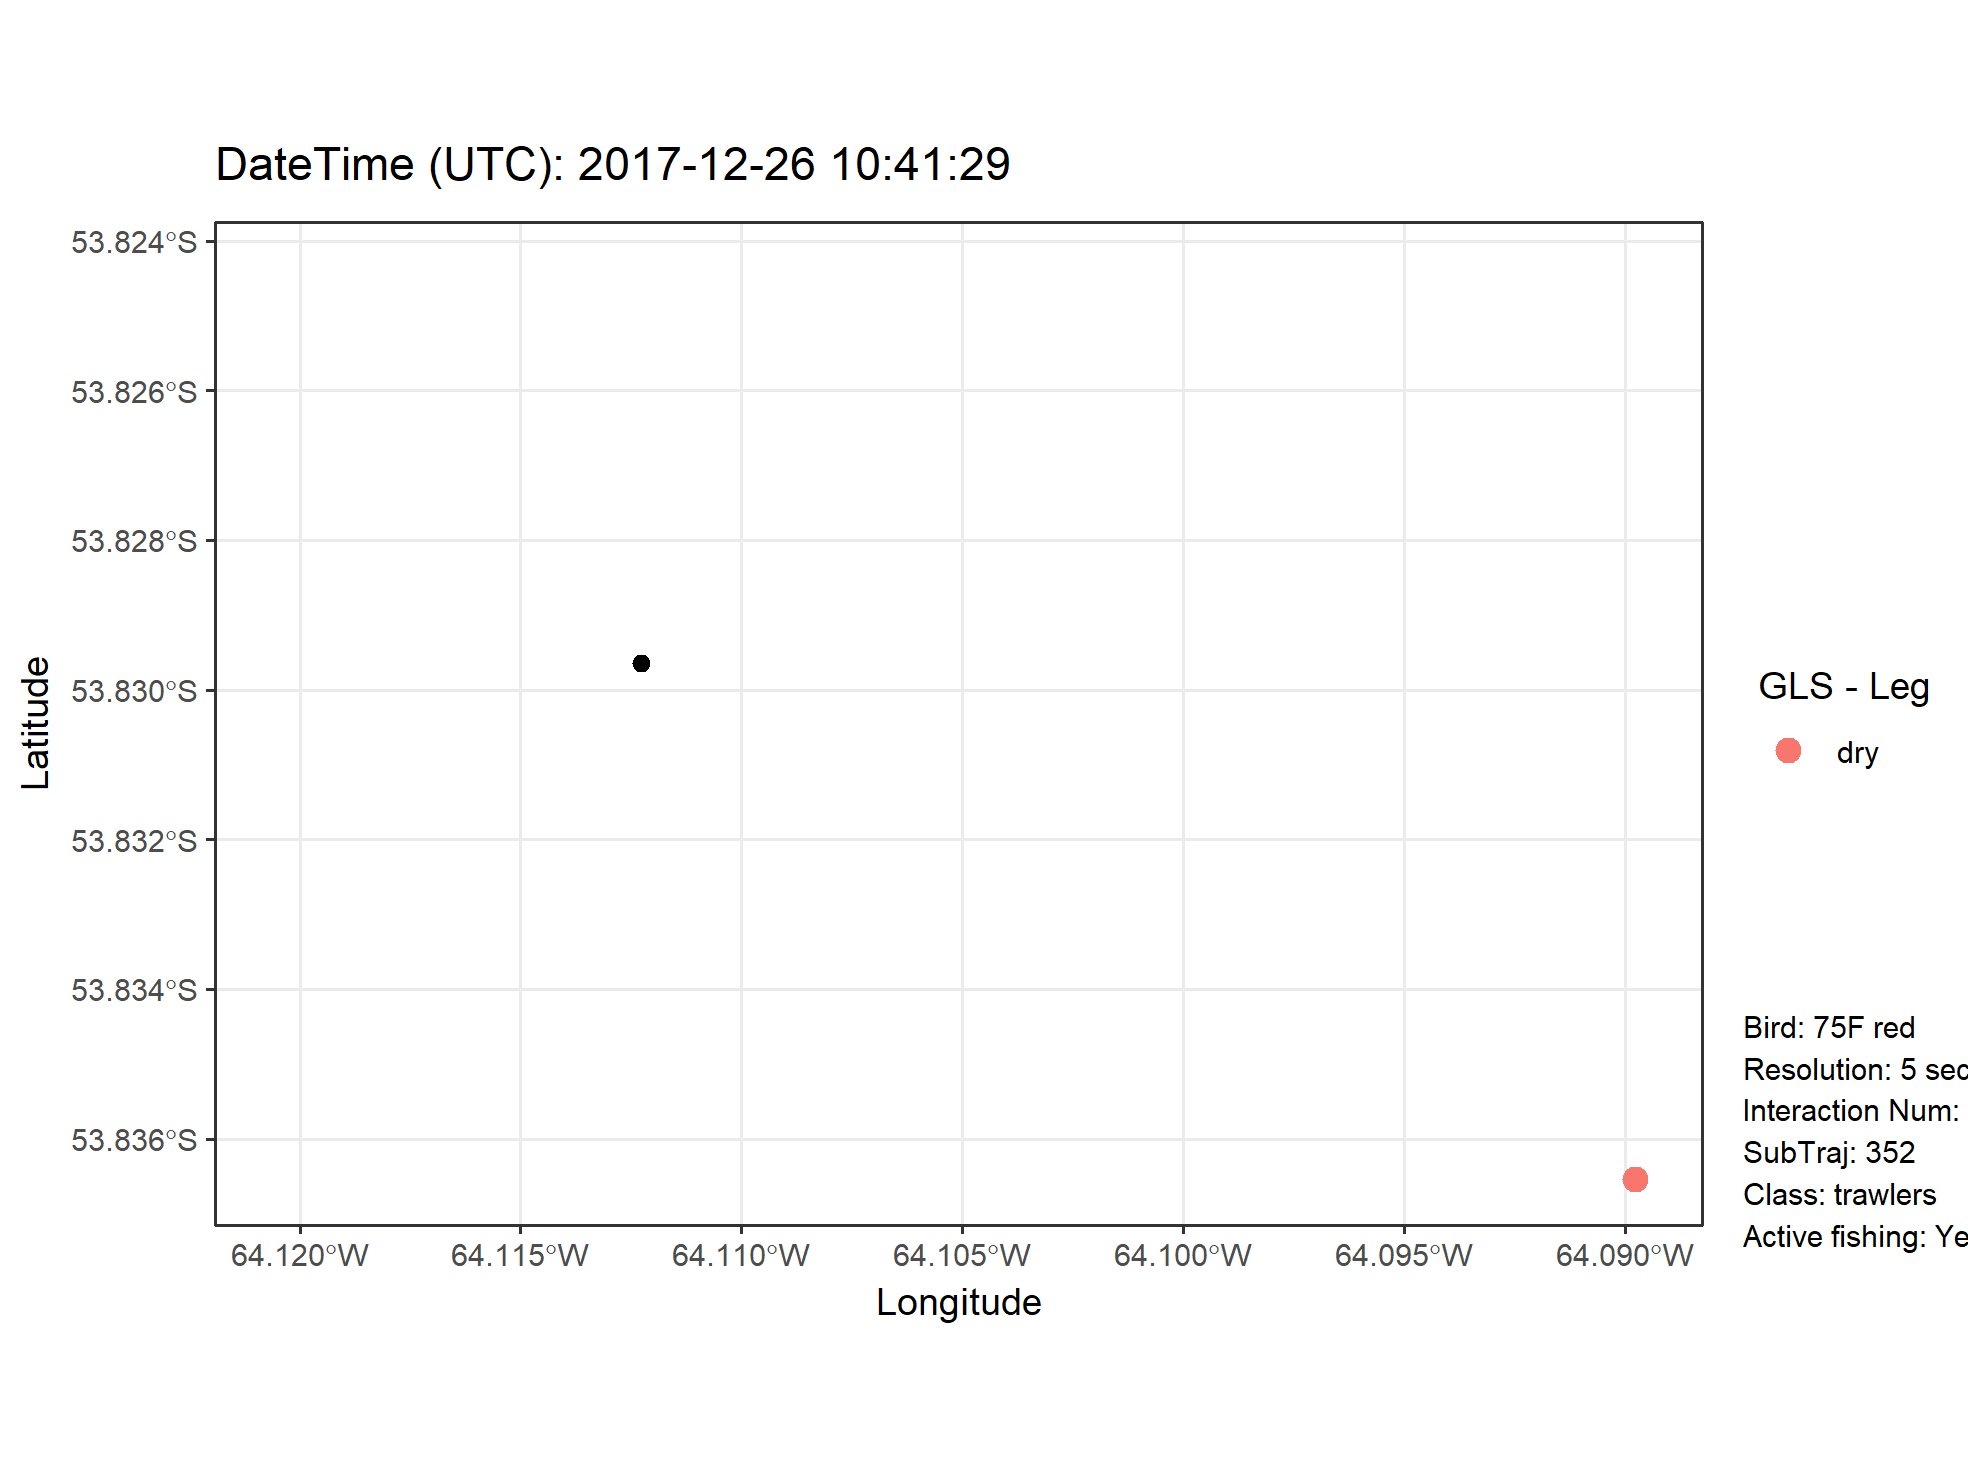 DateTime (UTC): 2017-12-26 10:41:29
53.824°S
53.826°S
53.828°S
53.830°S
53.832°S
53.834°S
53.836°S
Latitude
64.120°W 64.115°W 64.110°W 64.105°W 64.100°W 64.095°W 64.090°W
Longitude
GLS - Leg
dry
Bird: 75F red
Resolution: 5 sec
Interaction Num:
SubTraj: 352
Class: trawlers
Active fishing: Ye